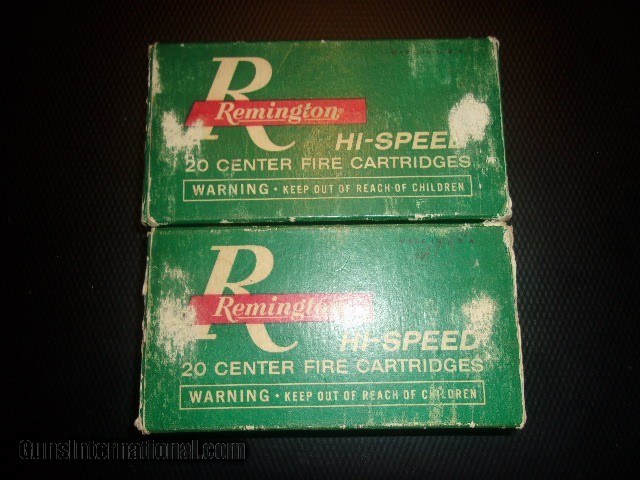 R
Remington
HI-SPEED
20 CENTER FIRE CARTRIDGES
WARNING • KEEP OUT OF REACH OF CHILDREN
R
Remington
HI-SPEED
20 CENTER FIRE CARTRIDGES
WARNING • KEEP OUT OF REACH OF CHILDREN
GunsInternational.com